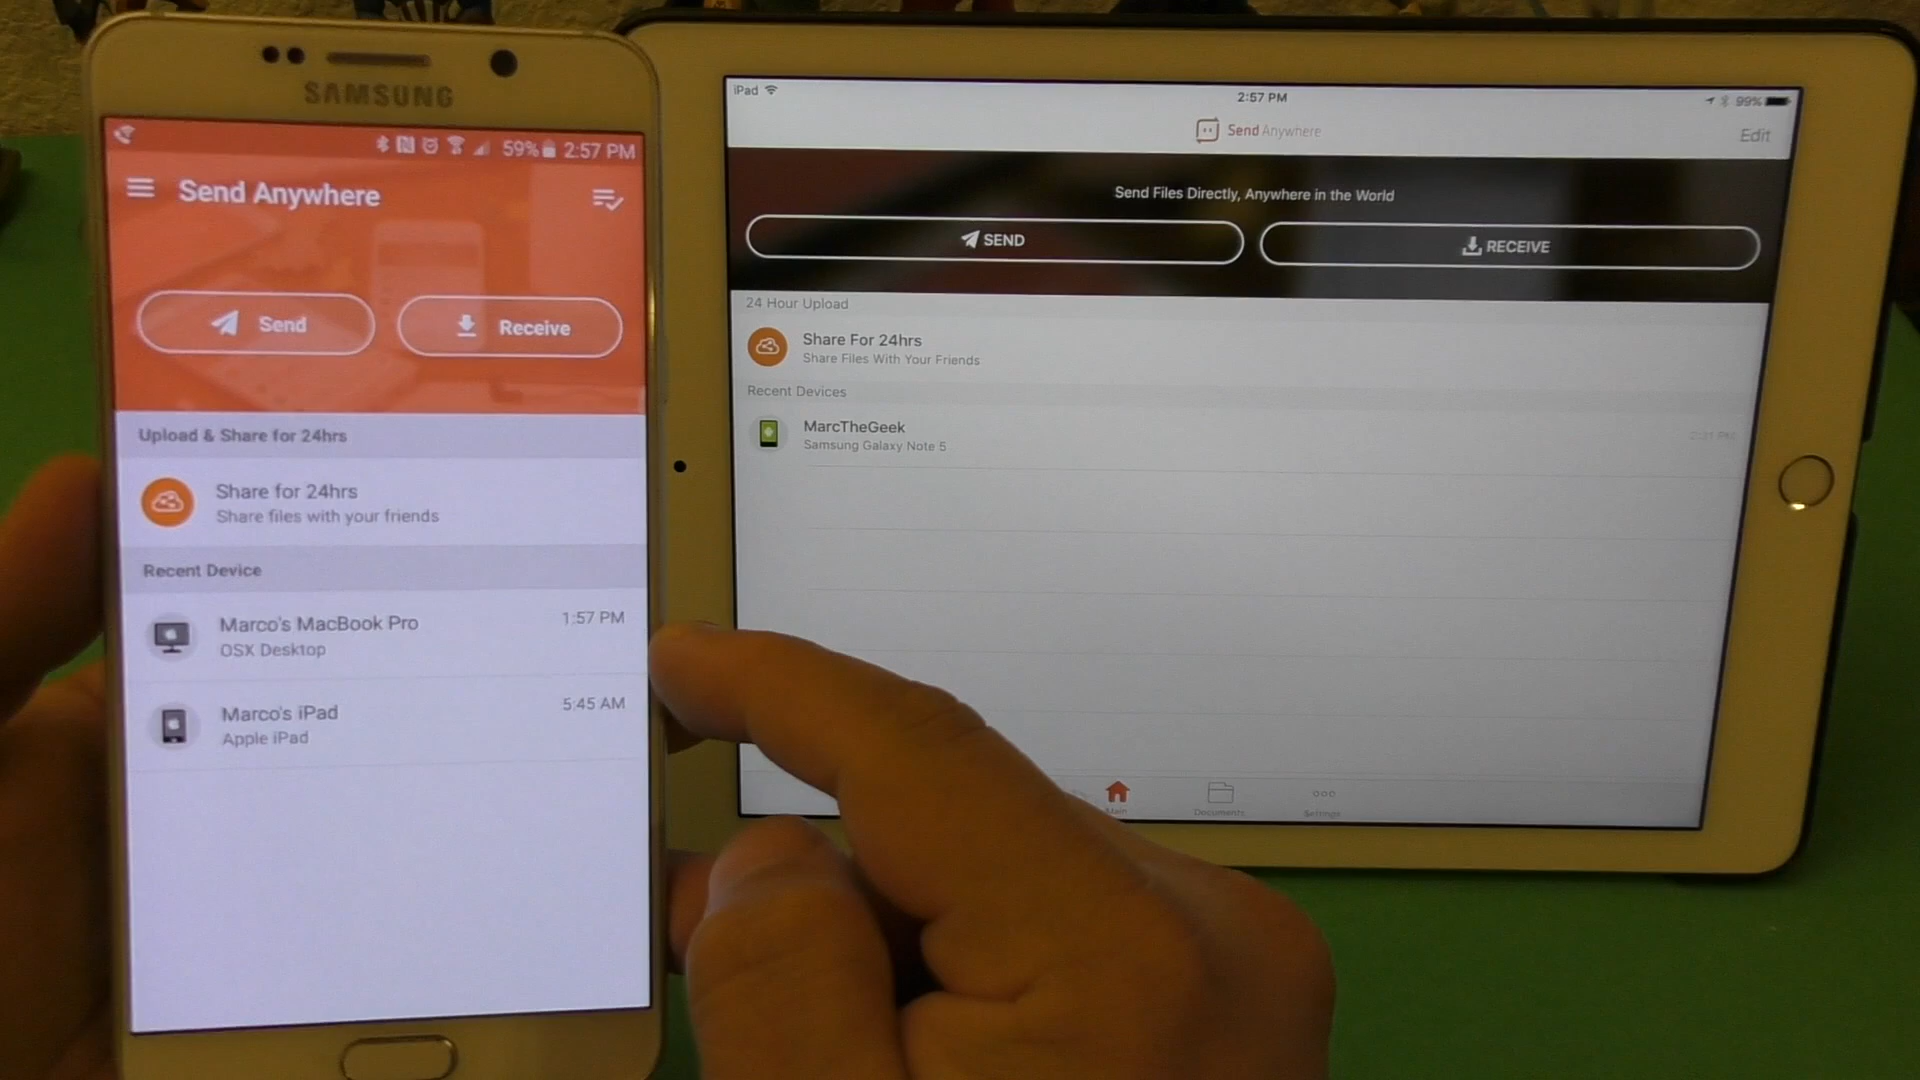 SAMSUNG
59% 2:57 PM
Send Anywhere
Send
Receive
Upload & Share for 24hrs
Share for 24hrs
Share files with your friends
Recent Device
Marco's MacBook Pro
1:57 PM
OSX Desktop
Marco's iPad
5:45 AM
Apple iPad
iPad
2:57 PM
99%
Send Anywhere
Edit
Send Files Directly, Anywhere in the World
SEND
RECEIVE
24 Hour Upload
Share For 24hrs
Share Files With Your Friends
Recent Devices
MarcTheGeek
Samsung Galaxy Note 5
Main
Documents
Settings